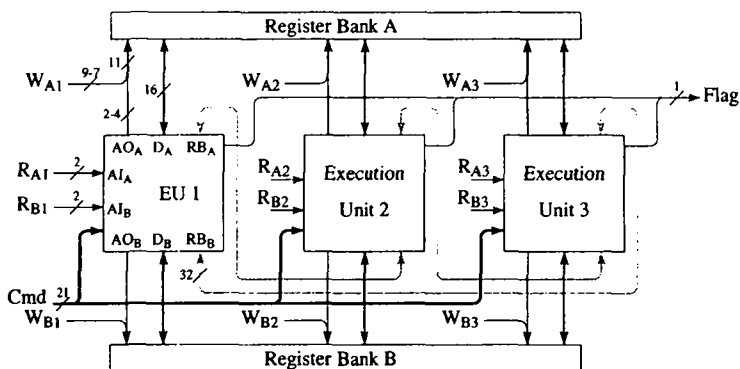 Register Bank A
W_A1 9-7 11 16 W_A2 W_A3 1 Flag
2-4
AO_A D_A RB_A
R_A1 2 AI_A EU 1 R_A2 Execution R_A3 Execution
R_B1 2 AI_B R_B2 Unit 2 R_B3 Unit 3
AO_B D_B RB_B
32
Cmd 21
W_B1 W_B2 W_B3
Register Bank B